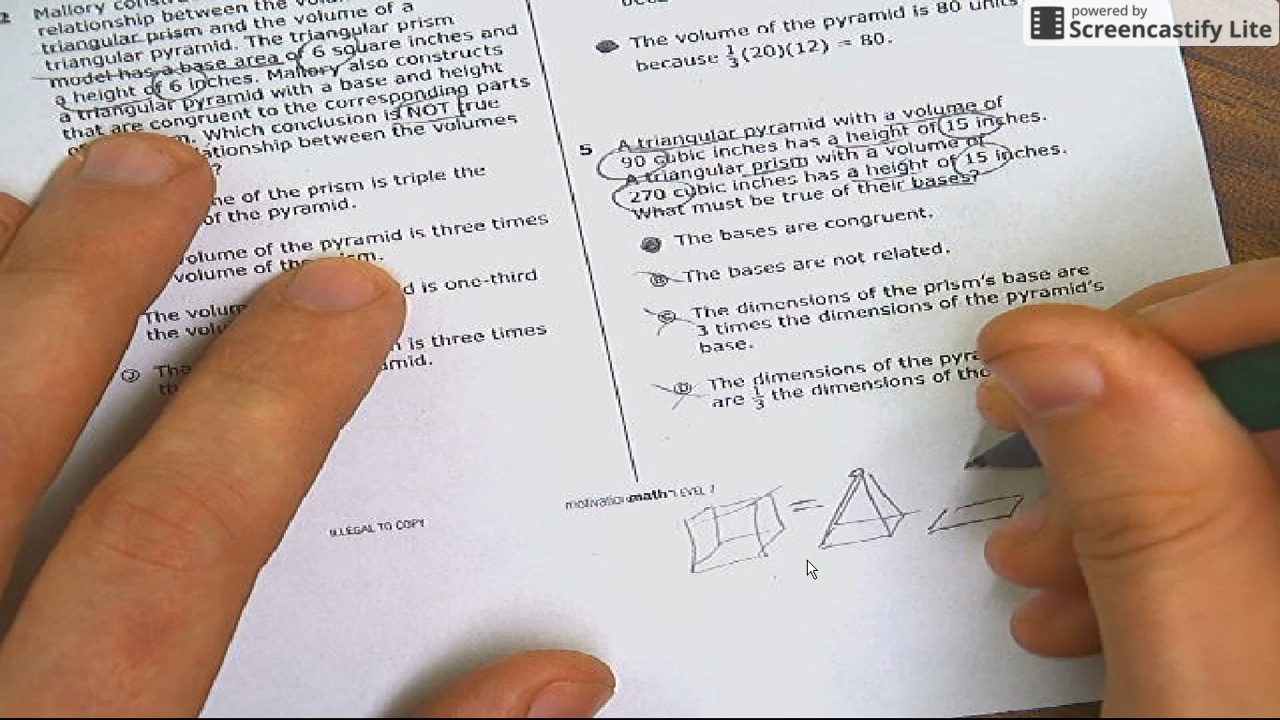 2 Mallory
relationship between the
triangular prism and the volume of a
triangular pyramid. The triangular prism
model has a base area of 6 square inches and
a height of 6 inches. Mallory also constructs
a triangular pyramid with a base and height
that are congruent to the corresponding parts
Which conclusion is NOT true
between the volumes
?
of the prism is triple the
of the pyramid.
volume of the pyramid is three times
volume of the
The
is one-third
the
J
is three times
The volume of the pyramid is 80 units
because 1/3(20)(12) = 80.
5 A triangular pyramid with a volume of
90 cubic inches has a height of 15 inches.
A triangular prism with a volume of
270 cubic inches has a height of 15 inches.
What must be true of their bases?
The bases are congruent.
B The bases are not related.
C The dimensions of the prism's base are
3 times the dimensions of the pyramid's
base.
D The dimensions of the
are 1/3 the dimensions of the
motivationmath LEVEL 7
ILLEGAL TO COPY
=
powered by
Screencastify Lite